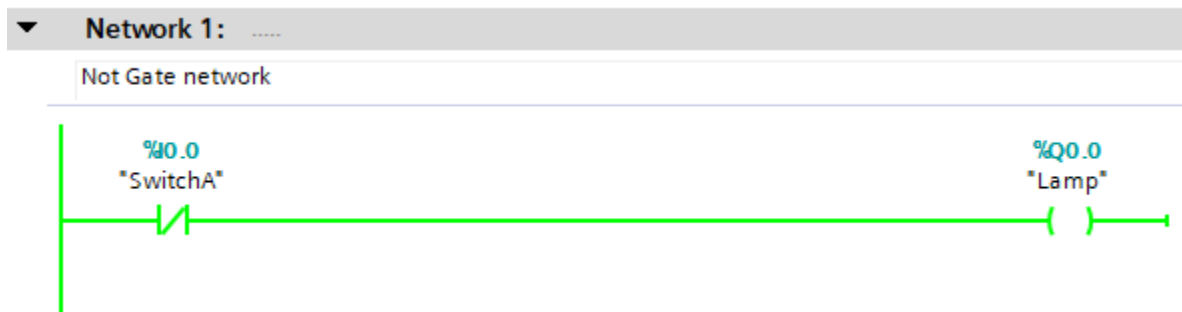 Network 1: .....
Not Gate network
%I0.0
"SwitchA"
%Q0.0
"Lamp"